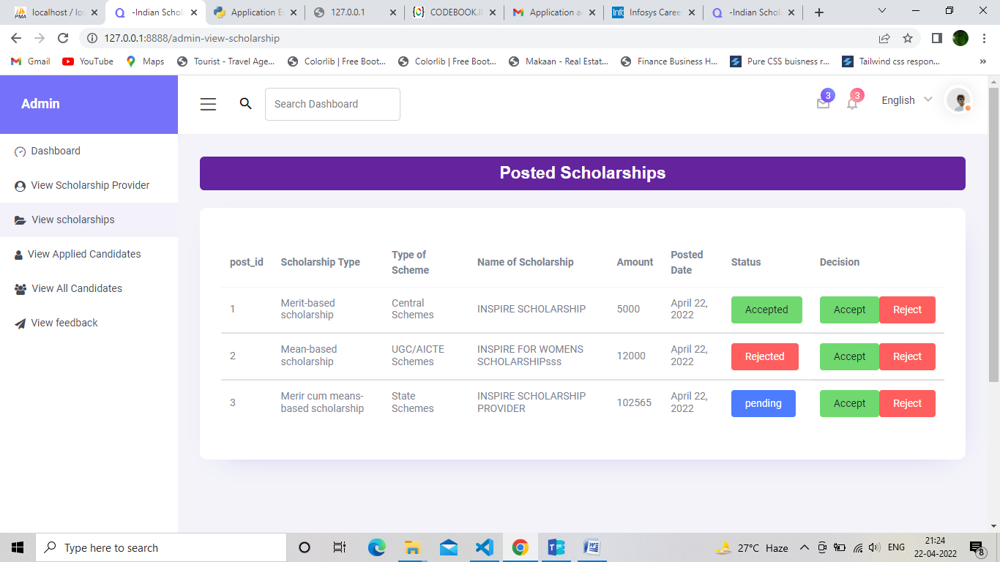 localhost / loc
-Indian Schol
Application E
127.0.0.1
CODEBOOK.I
Application a
Infosys Caree
-Indian Schol
127.0.0.1:8888/admin-view-scholarship
Gmail
YouTube
Maps
Tourist - Travel Age...
Colorlib | Free Boot...
Colorlib | Free Boot...
Makaan - Real Estat...
Finance Business H...
Pure CSS buisness r...
Tailwind css respon...
Admin
Search Dashboard
3
3
English
Dashboard
View Scholarship Provider
View scholarships
View Applied Candidates
View All Candidates
View feedback
Posted Scholarships
post_id Scholarship Type Type of Scheme Name of Scholarship Amount Posted Date Status Decision
1 Merit-based scholarship Central Schemes INSPIRE SCHOLARSHIP 5000 April 22, 2022 Accepted Accept Reject
2 Mean-based scholarship UGC/AICTE Schemes INSPIRE FOR WOMENS SCHOLARSHIPsss 12000 April 22, 2022 Rejected Accept Reject
3 Merir cum means-based scholarship State Schemes INSPIRE SCHOLARSHIP PROVIDER 102565 April 22, 2022 pending Accept Reject
Type here to search
27°C Haze
ENG
21:24
22-04-2022
8